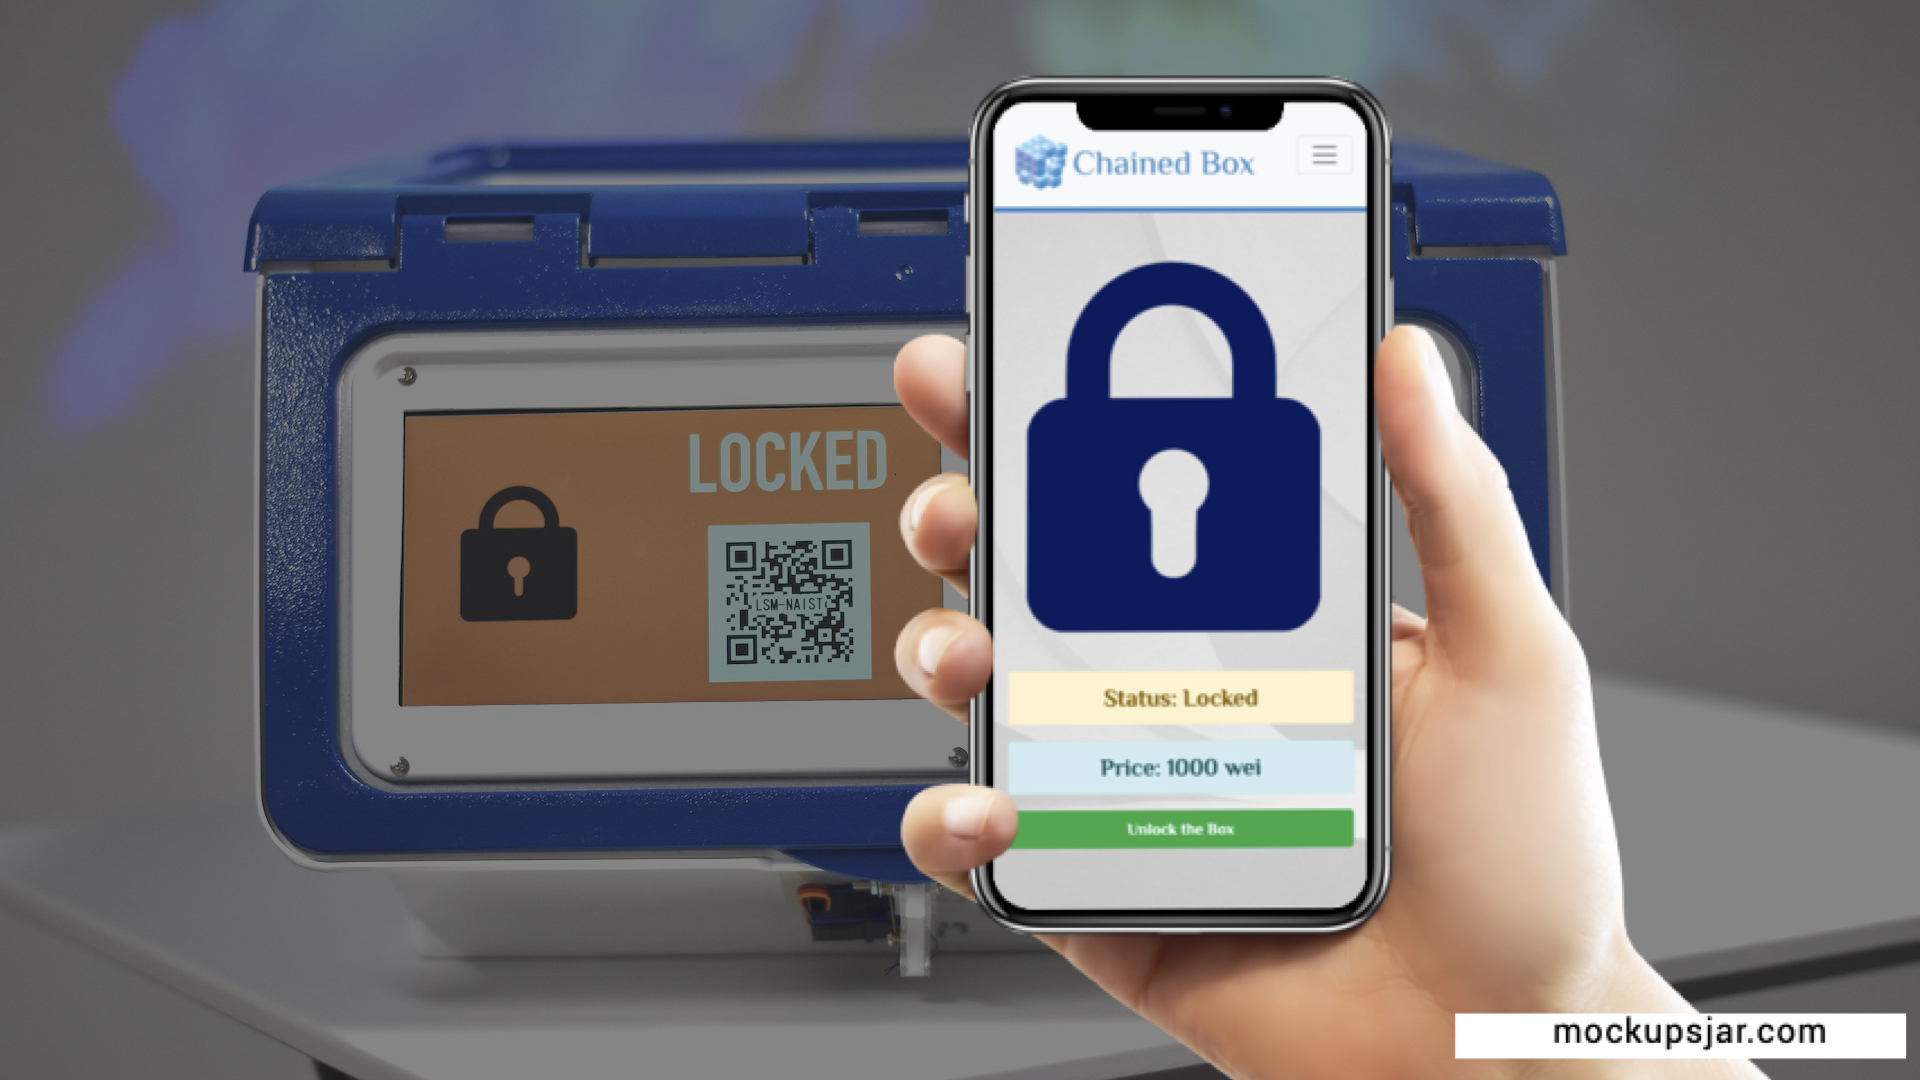 LOCKED
LSM-NAIST
Chained Box
Status: Locked
Price: 1000 wei
Unlock the Box
mockupsjar.com